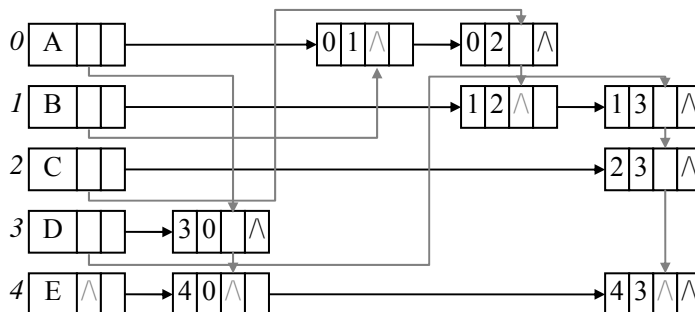 0 A 0 1 /\ 0 2 /\
1 B 1 2 /\ 1 3 /\
2 C 2 3 /\
3 D 3 0 /\
4 E /\ 4 0 /\ 4 3 /\ /\